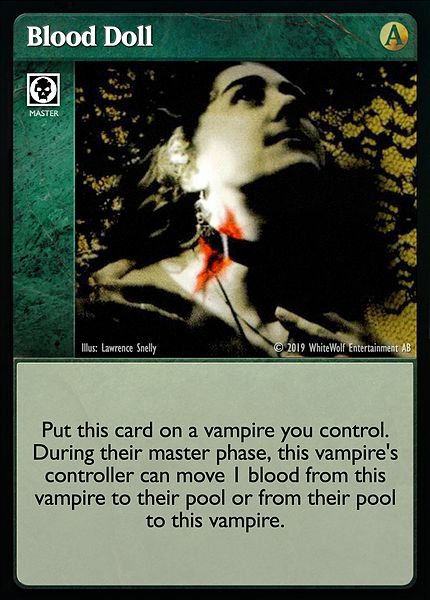 Blood Doll
A
MASTER
Illus: Lawrence Snelly
© 2019 WhiteWolf Entertainment AB
Put this card on a vampire you control.
During their master phase, this vampire's
controller can move 1 blood from this
vampire to their pool or from their pool
to this vampire.